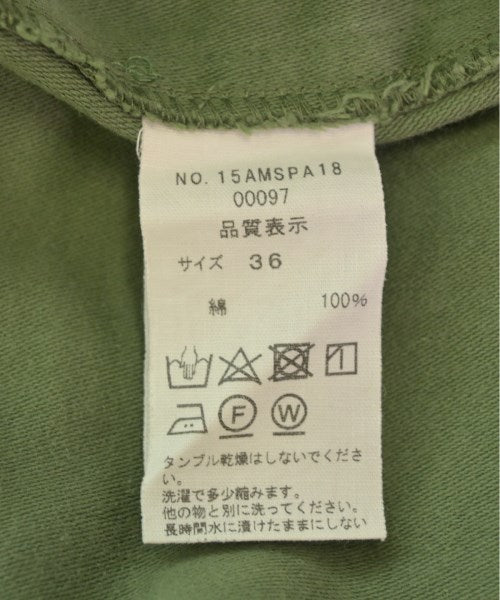 NO. 15AMSPA18
00097
品質表示
サイズ 36
綿 100%
F W
タンブル乾燥はしないでくださ
い。
洗濯で多少縮みます。
他の物と別に洗ってください。
長時間水に漬けたままにしない